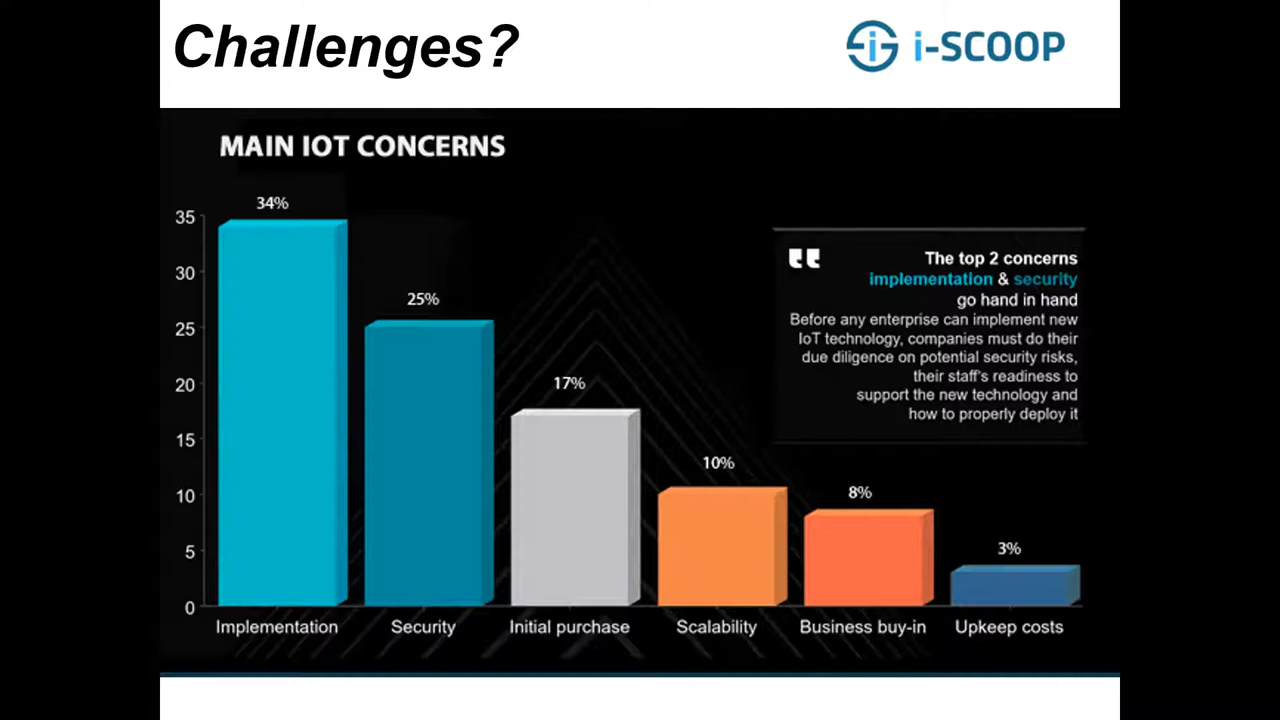 Challenges?
i-SCOOP
MAIN IOT CONCERNS
34%
25%
17%
10%
8%
3%
35
30
25
20
15
10
5
0
Implementation
Security
Initial purchase
Scalability
Business buy-in
Upkeep costs
The top 2 concerns
implementation & security
go hand in hand
Before any enterprise can implement new
IoT technology, companies must do their
due diligence on potential security risks,
their staff's readiness to
support the new technology and
how to properly deploy it